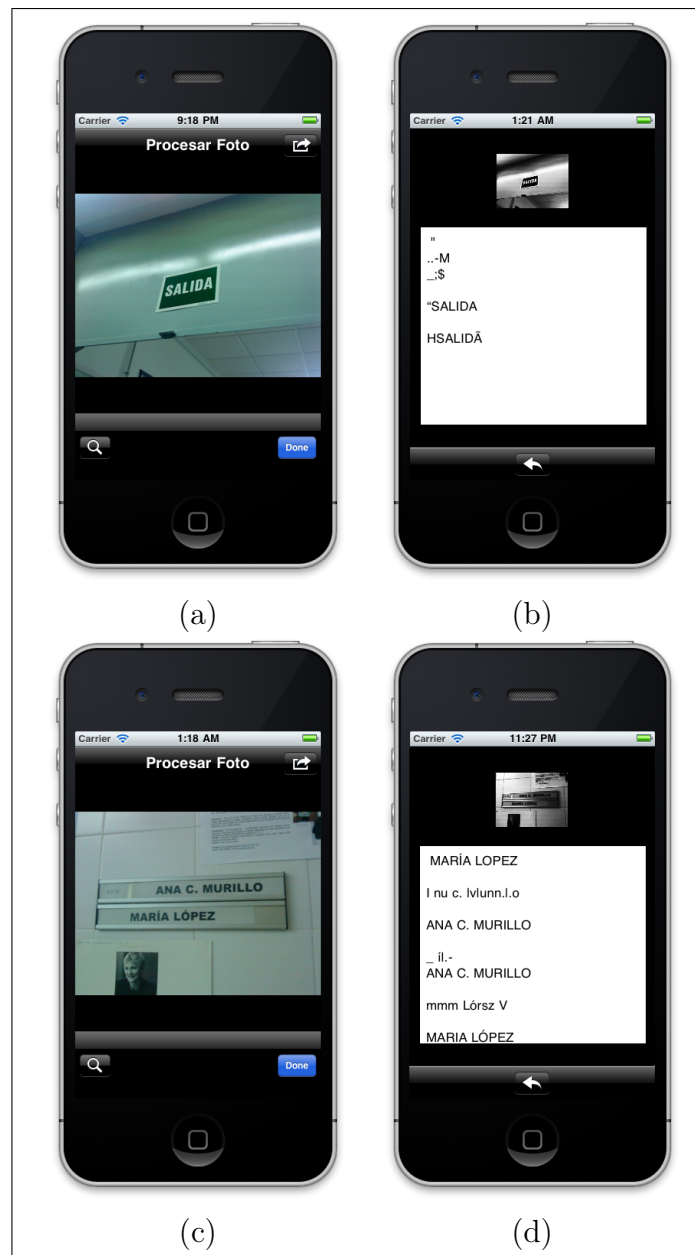 Carrier 9:18 PM
Procesar Foto
SALIDA
Done
(a)
Carrier 1:21 AM
"
..-M
_;$
“SALIDA
HSALIDÃ
(b)
Carrier 1:18 AM
Procesar Foto
ANA C. MURILLO
MARÍA LÓPEZ
Done
(c)
Carrier 11:27 PM
MARÍA LOPEZ
l nu c. lvlunn.l.o
ANA C. MURILLO
_ íl.-
ANA C. MURILLO
mmm Lórsz V
MARIA LÓPEZ
(d)